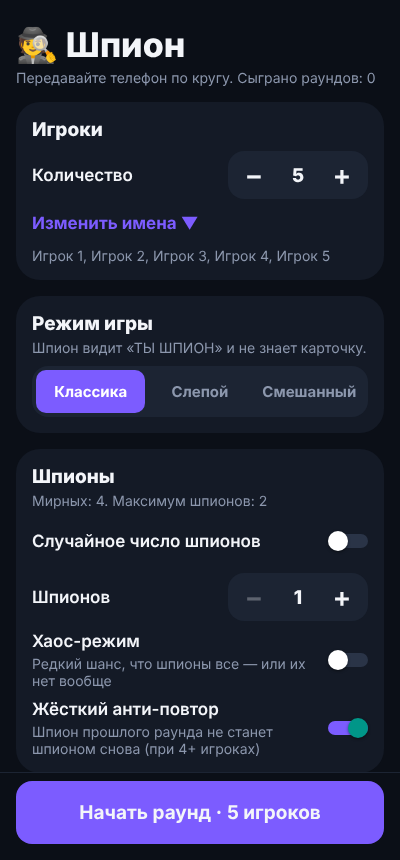 Шпион
Передавайте телефон по кругу. Сыграно раундов: 0
Игроки
Количество
− 5 +
Изменить имена ▼
Игрок 1, Игрок 2, Игрок 3, Игрок 4, Игрок 5
Режим игры
Шпион видит «ТЫ ШПИОН» и не знает карточку.
Классика Слепой Смешанный
Шпионы
Мирных: 4. Максимум шпионов: 2
Случайное число шпионов
Шпионов
− 1 +
Хаос-режим
Редкий шанс, что шпионы все — или их
нет вообще
Жёсткий анти-повтор
Шпион прошлого раунда не станет
шпионом снова (при 4+ игроках)
Начать раунд · 5 игроков